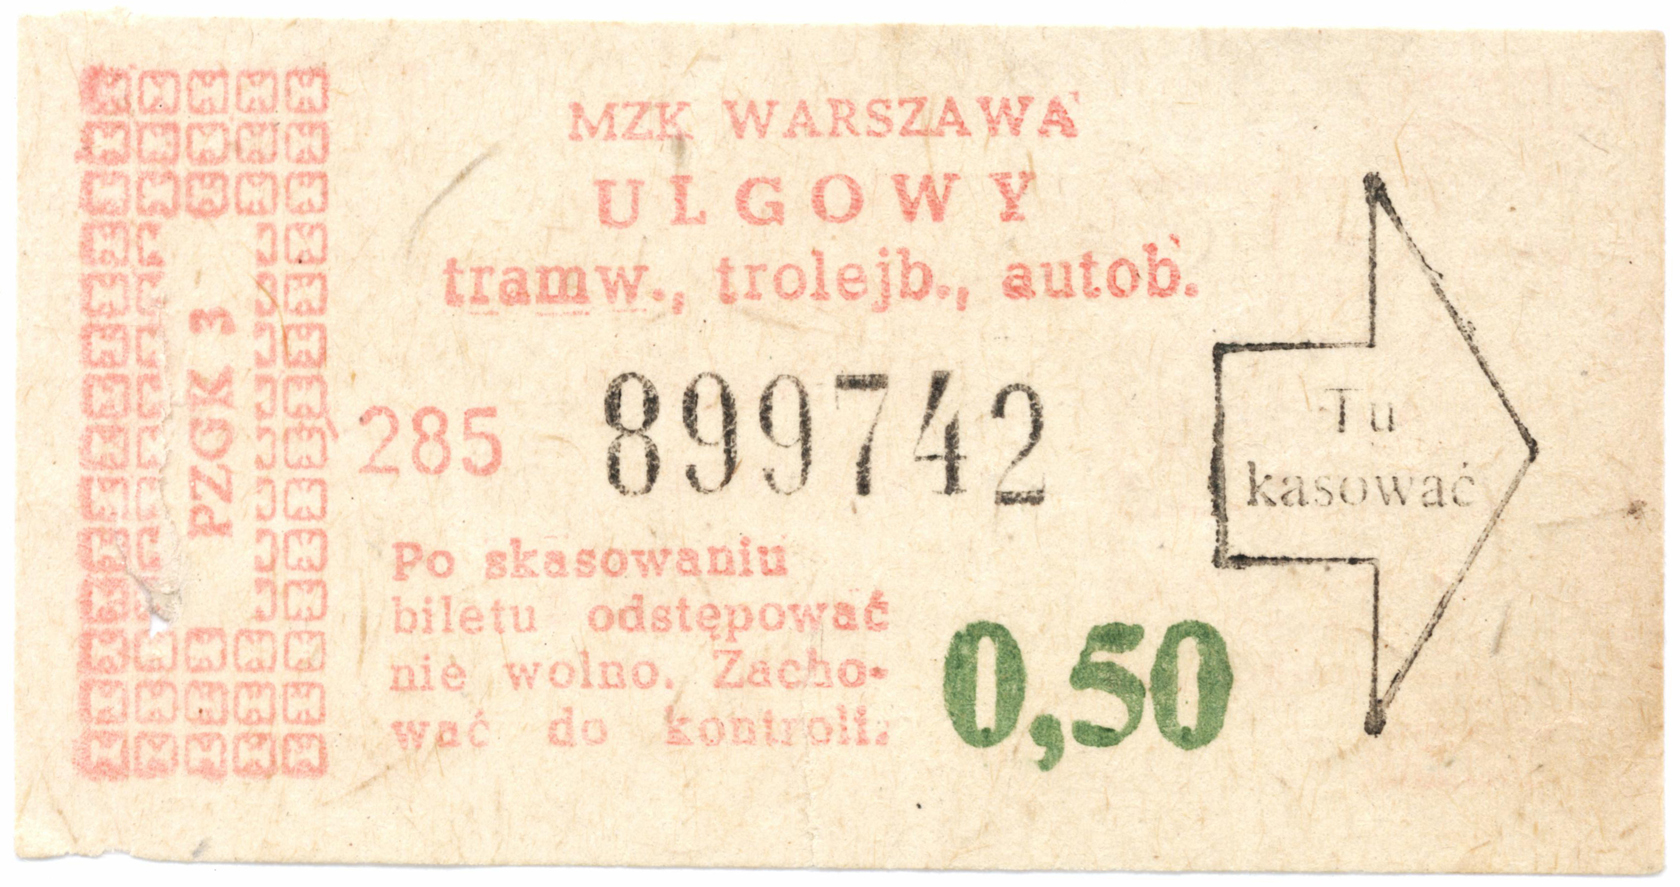 MZK WARSZAWA
ULGOWY
tramw., trolejb., autob.
PZGK 3
285 899742
Tu
kasować
Po skasowaniu
biletu odstępować
nie wolno. Zacho-
wać do kontroli.
0,50